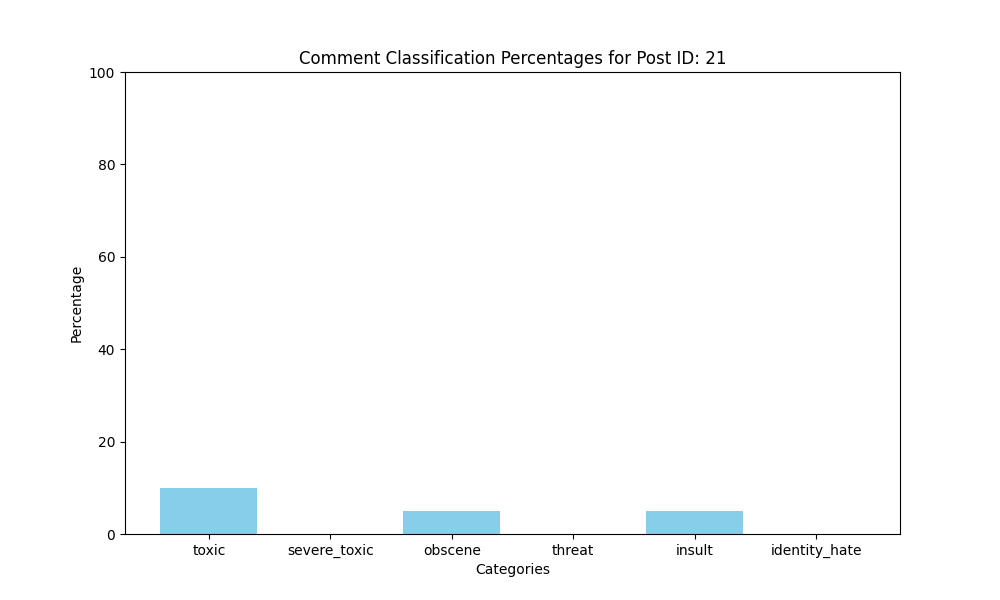 Comment Classification Percentages for Post ID: 21
100
80
60
40
20
0
Percentage
toxic severe_toxic obscene threat insult identity_hate
Categories